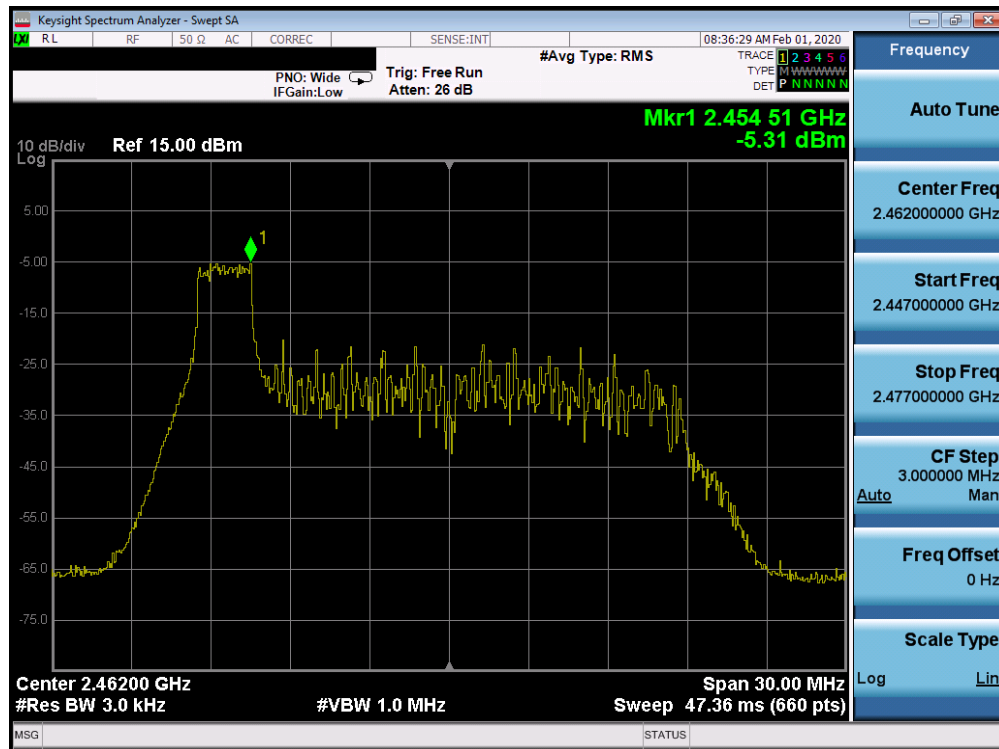 Keysight Spectrum Analyzer - Swept SA
LXI RL RF 50 Ω AC CORREC SENSE:INT 08:36:29 AM Feb 01, 2020
#Avg Type: RMS
TRACE 1 2 3 4 5 6
TYPE M WWWWW
DET P N N N N N
PNO: Wide
IFGain:Low
Trig: Free Run
Atten: 26 dB
Mkr1 2.454 51 GHz
-5.31 dBm
10 dB/div Ref 15.00 dBm
Log
5.00
-5.00
-15.0
-25.0
-35.0
-45.0
-55.0
-65.0
-75.0
1
Center 2.46200 GHz Span 30.00 MHz
#Res BW 3.0 kHz #VBW 1.0 MHz Sweep 47.36 ms (660 pts)
MSG STATUS
Frequency
Auto Tune
Center Freq
2.462000000 GHz
Start Freq
2.447000000 GHz
Stop Freq
2.477000000 GHz
CF Step
3.000000 MHz
Auto Man
Freq Offset
0 Hz
Scale Type
Log Lin